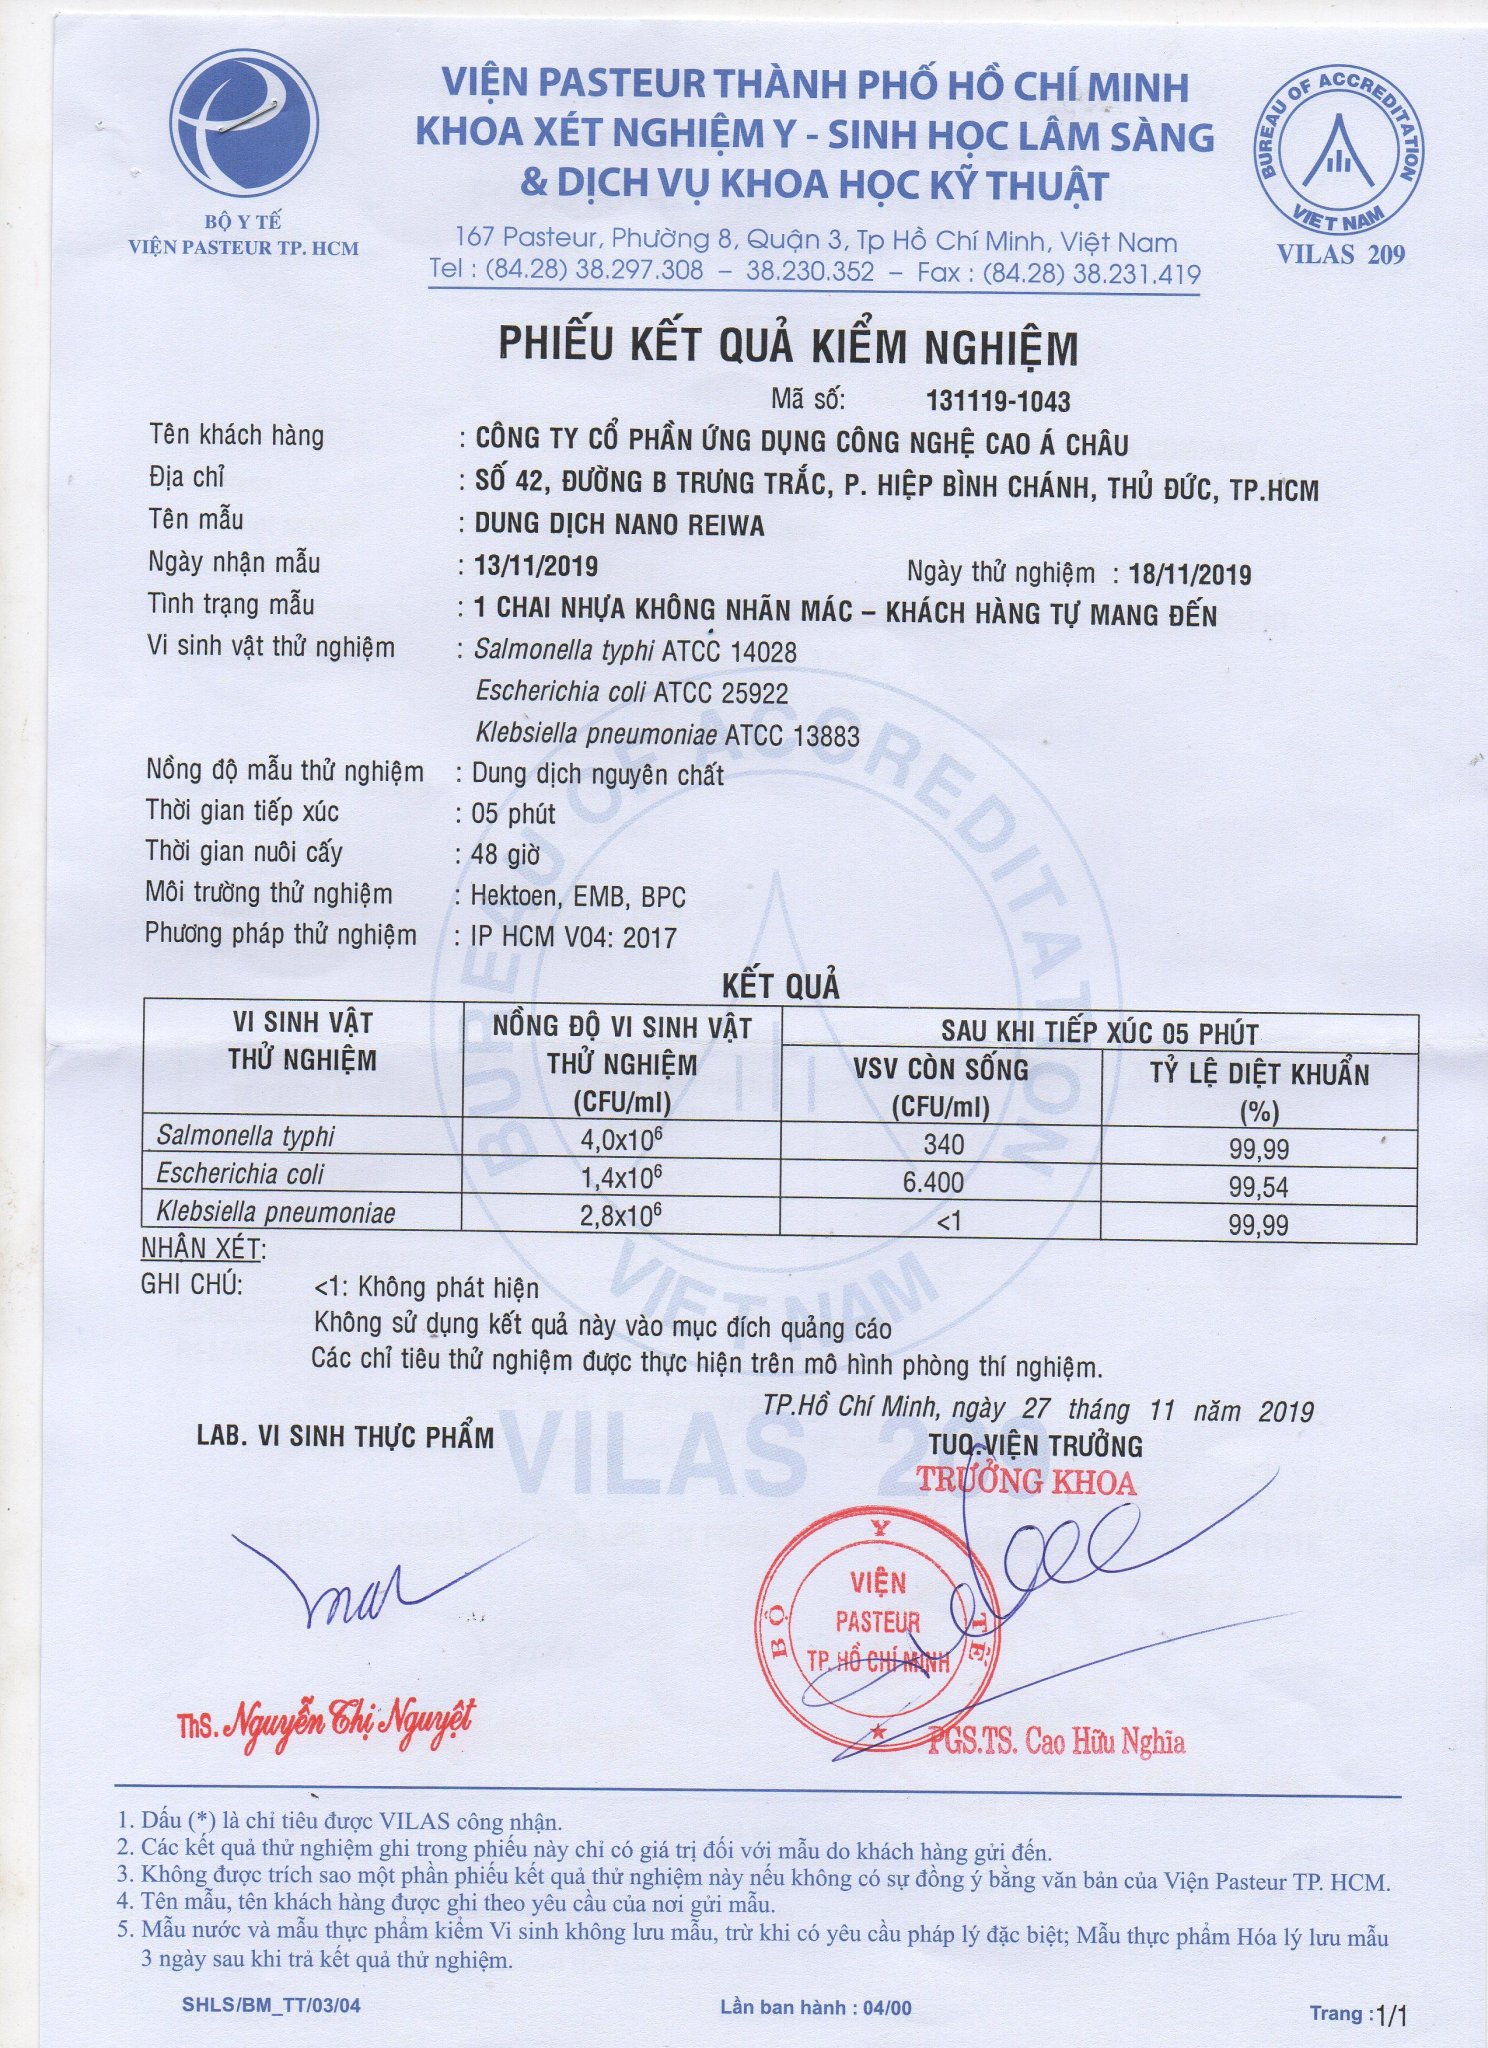 VIỆN PASTEUR THÀNH PHỐ HỒ CHÍ MINH
KHOA XÉT NGHIỆM Y - SINH HỌC LÂM SÀNG
& DỊCH VỤ KHOA HỌC KỸ THUẬT
BỘ Y TẾ
VIỆN PASTEUR TP. HCM
BUREAU OF ACCREDITATION
VIET NAM
VILAS 209
167 Pasteur, Phường 8, Quận 3, Tp Hồ Chí Minh, Việt Nam
Tel : (84.28) 38.297.308 – 38.230.352 – Fax : (84.28) 38.231.419
PHIẾU KẾT QUẢ KIỂM NGHIỆM
Mã số: 131119-1043
Tên khách hàng : CÔNG TY CỔ PHẦN ỨNG DỤNG CÔNG NGHỆ CAO Á CHÂU
Địa chỉ : SỐ 42, ĐƯỜNG B TRƯNG TRẮC, P. HIỆP BÌNH CHÁNH, THỦ ĐỨC, TP.HCM
Tên mẫu : DUNG DỊCH NANO REIWA
Ngày nhận mẫu : 13/11/2019 Ngày thử nghiệm : 18/11/2019
Tình trạng mẫu : 1 CHAI NHỰA KHÔNG NHÃN MÁC – KHÁCH HÀNG TỰ MANG ĐẾN
Vi sinh vật thử nghiệm : Salmonella typhi ATCC 14028
Escherichia coli ATCC 25922
Klebsiella pneumoniae ATCC 13883
Nồng độ mẫu thử nghiệm : Dung dịch nguyên chất
Thời gian tiếp xúc : 05 phút
Thời gian nuôi cấy : 48 giờ
Môi trường thử nghiệm : Hektoen, EMB, BPC
Phương pháp thử nghiệm : IP HCM V04: 2017
KẾT QUẢ
VI SINH VẬT THỬ NGHIỆM NỒNG ĐỘ VI SINH VẬT THỬ NGHIỆM (CFU/ml) SAU KHI TIẾP XÚC 05 PHÚT
VSV CÒN SỐNG (CFU/ml) TỶ LỆ DIỆT KHUẨN (%)
Salmonella typhi 4,0x10⁶ 340 99,99
Escherichia coli 1,4x10⁶ 6.400 99,54
Klebsiella pneumoniae 2,8x10⁶ <1 99,99
NHẬN XÉT:
GHI CHÚ: <1: Không phát hiện
Không sử dụng kết quả này vào mục đích quảng cáo
Các chỉ tiêu thử nghiệm được thực hiện trên mô hình phòng thí nghiệm.
BUREAU OF ACCREDITATION
VIET NAM
VILAS 209
TP.Hồ Chí Minh, ngày 27 tháng 11 năm 2019
LAB. VI SINH THỰC PHẨM TUQ.VIỆN TRƯỞNG
TRƯỞNG KHOA
BỘ Y TẾ
VIỆN
PASTEUR
TP. HỒ CHÍ MINH
ThS. Nguyễn Thị Nguyệt PGS.TS. Cao Hữu Nghĩa
1. Dấu (*) là chỉ tiêu được VILAS công nhận.
2. Các kết quả thử nghiệm ghi trong phiếu này chỉ có giá trị đối với mẫu do khách hàng gửi đến.
3. Không được trích sao một phần phiếu kết quả thử nghiệm này nếu không có sự đồng ý bằng văn bản của Viện Pasteur TP. HCM.
4. Tên mẫu, tên khách hàng được ghi theo yêu cầu của nơi gửi mẫu.
5. Mẫu nước và mẫu thực phẩm kiểm Vi sinh không lưu mẫu, trừ khi có yêu cầu pháp lý đặc biệt; Mẫu thực phẩm Hóa lý lưu mẫu
3 ngày sau khi trả kết quả thử nghiệm.
SHLS/BM_TT/03/04 Lần ban hành : 04/00 Trang : 1/1